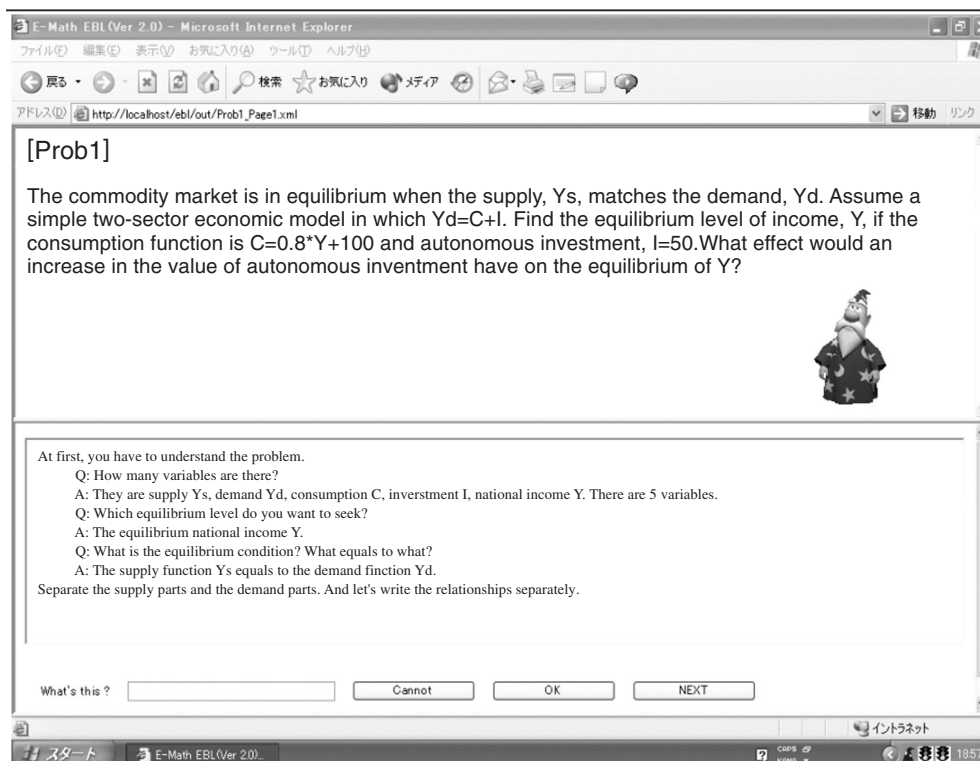 E-Math EBL(Ver 2.0) - Microsoft Internet Explorer
ファイル(F) 編集(E) 表示(V) お気に入り(A) ツール(T) ヘルプ(H)
戻る 検索 お気に入り メディア
アドレス(D) http://localhost/ebl/out/Prob1_Page1.xml 移動 リンク
[Prob1]
The commodity market is in equilibrium when the supply, Ys, matches the demand, Yd. Assume a
simple two-sector economic model in which Yd=C+I. Find the equilibrium level of income, Y, if the
consumption function is C=0.8*Y+100 and autonomous investment, I=50.What effect would an
increase in the value of autonomous inventment have on the equilibrium of Y?
At first, you have to understand the problem.
Q: How many variables are there?
A: They are supply Ys, demand Yd, consumption C, inverstment I, national income Y. There are 5 variables.
Q: Which equilibrium level do you want to seek?
A: The equilibrium national income Y.
Q: What is the equilibrium condition? What equals to what?
A: The supply function Ys equals to the demand finction Yd.
Separate the supply parts and the demand parts. And let's write the relationships separately.
What's this ? Cannot OK NEXT
イントラネット
スタート E-Math EBL(Ver 2.0)... CAPS 18:57